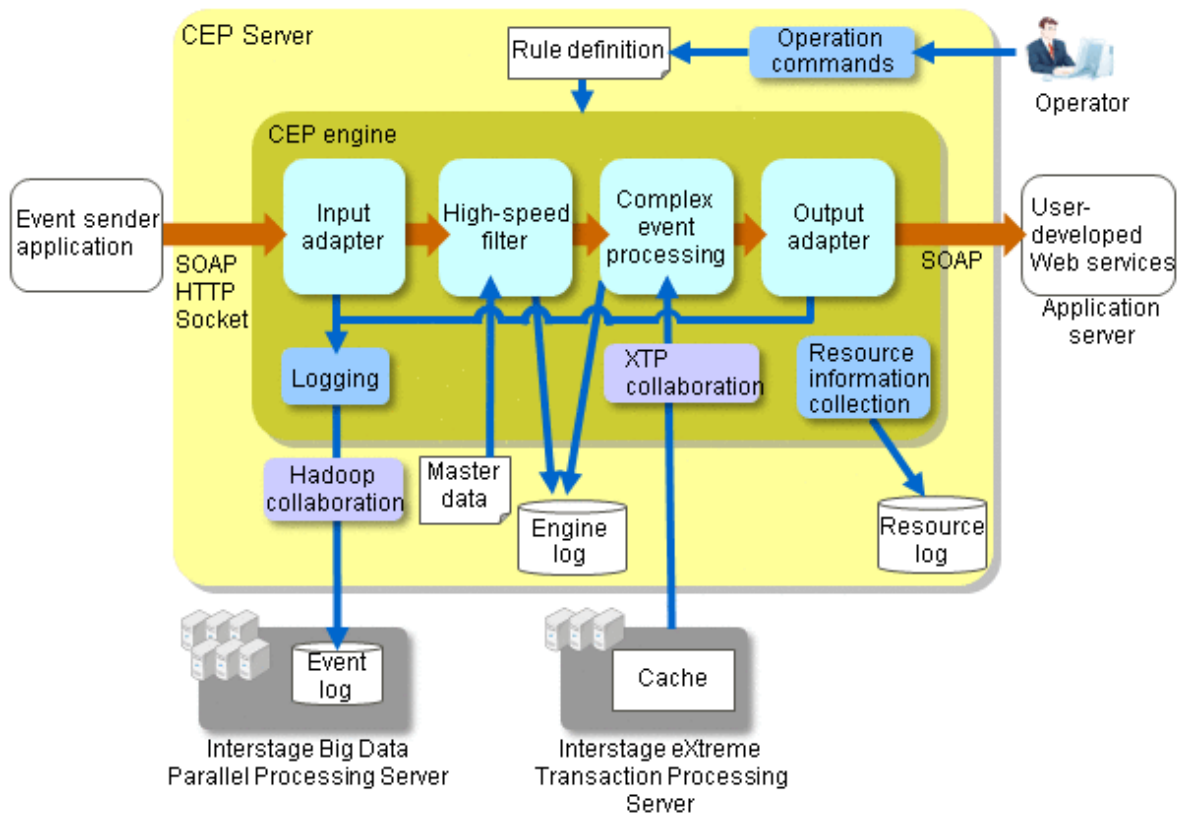 CEP Server
Rule definition
Operation
commands
Operator
CEP engine
Event sender
application
Input
adapter
High-speed
filter
Complex
event
processing
Output
adapter
User-
developed
Web services
SOAP
HTTP
Socket
SOAP
Application
server
Logging
XTP
collaboration
Resource
information
collection
Hadoop
collaboration
Master
data
Engine
log
Resource
log
Event
log
Cache
Interstage Big Data
Parallel Processing Server
Interstage eXtreme
Transaction Processing
Server